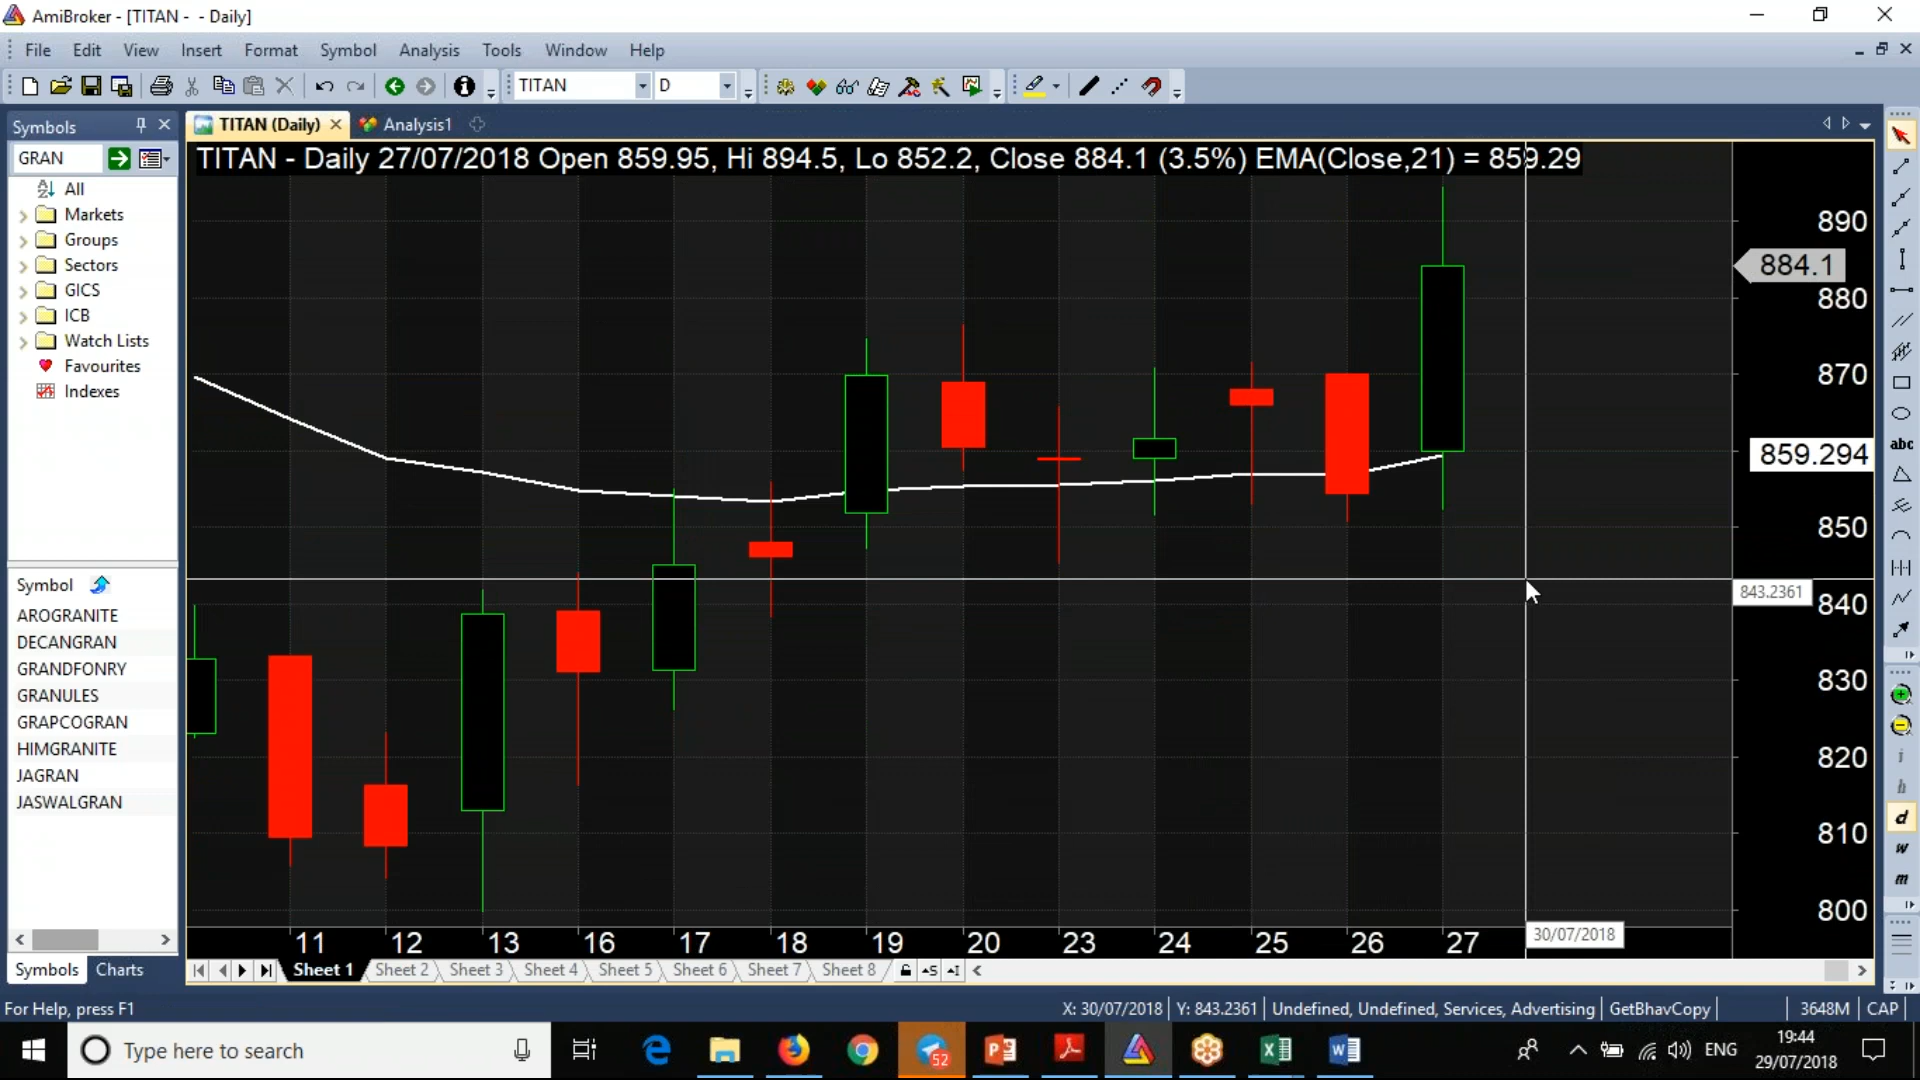 AmiBroker - [TITAN -  - Daily]
File Edit View Insert Format Symbol Analysis Tools Window Help
TITAN D
Symbols
TITAN (Daily) Analysis1
GRAN
TITAN - Daily 27/07/2018 Open 859.95, Hi 894.5, Lo 852.2, Close 884.1 (3.5%) EMA(Close,21) = 859.29
All
Markets
Groups
Sectors
GICS
ICB
Watch Lists
Favourites
Indexes
890
884.1
880
870
859.294
850
843.2361
840
830
820
810
800
abc
i
h
d
w
m
Symbol
AROGRANITE
DECANGRAN
GRANDFONRY
GRANULES
GRAPCOGRAN
HIMGRANITE
JAGRAN
JASWALGRAN
30/07/2018
11 12 13 16 17 18 19 20 23 24 25 26 27
Symbols Charts
Sheet 1 Sheet 2 Sheet 3 Sheet 4 Sheet 5 Sheet 6 Sheet 7 Sheet 8
For Help, press F1
X: 30/07/2018 Y: 843.2361 Undefined, Undefined, Services, Advertising GetBhavCopy 3648M CAP
Type here to search
52
ENG
19:44
29/07/2018